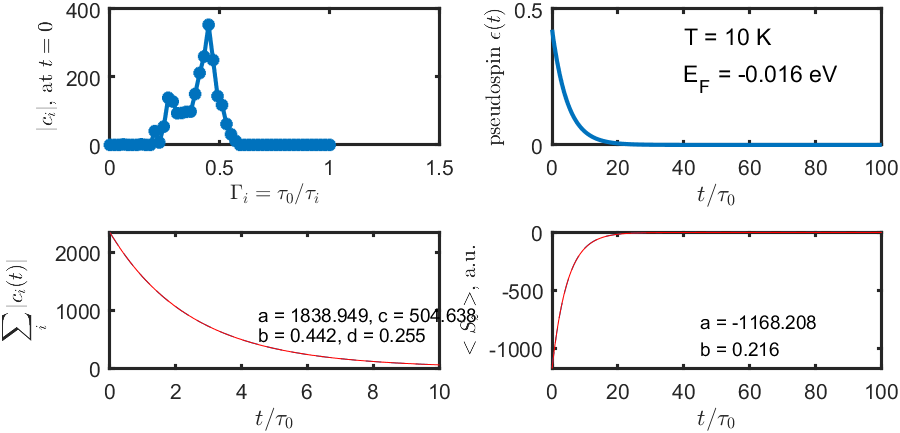 400
200
0
|c_i|, at t = 0
0
0.5
1
1.5
Γ_i = τ_0/τ_i
0.5
0
pseudospin ϵ(t)
T = 10 K
E_F = -0.016 eV
0
20
40
60
80
100
t/τ_0
2000
1000
0
∑_i |c_i(t)|
a = 1838.949, c = 504.638
b = 0.442, d = 0.255
0
2
4
6
8
10
t/τ_0
0
-500
-1000
>, a.u.
a = -1168.208
b = 0.216
0
20
40
60
80
100
t/τ_0